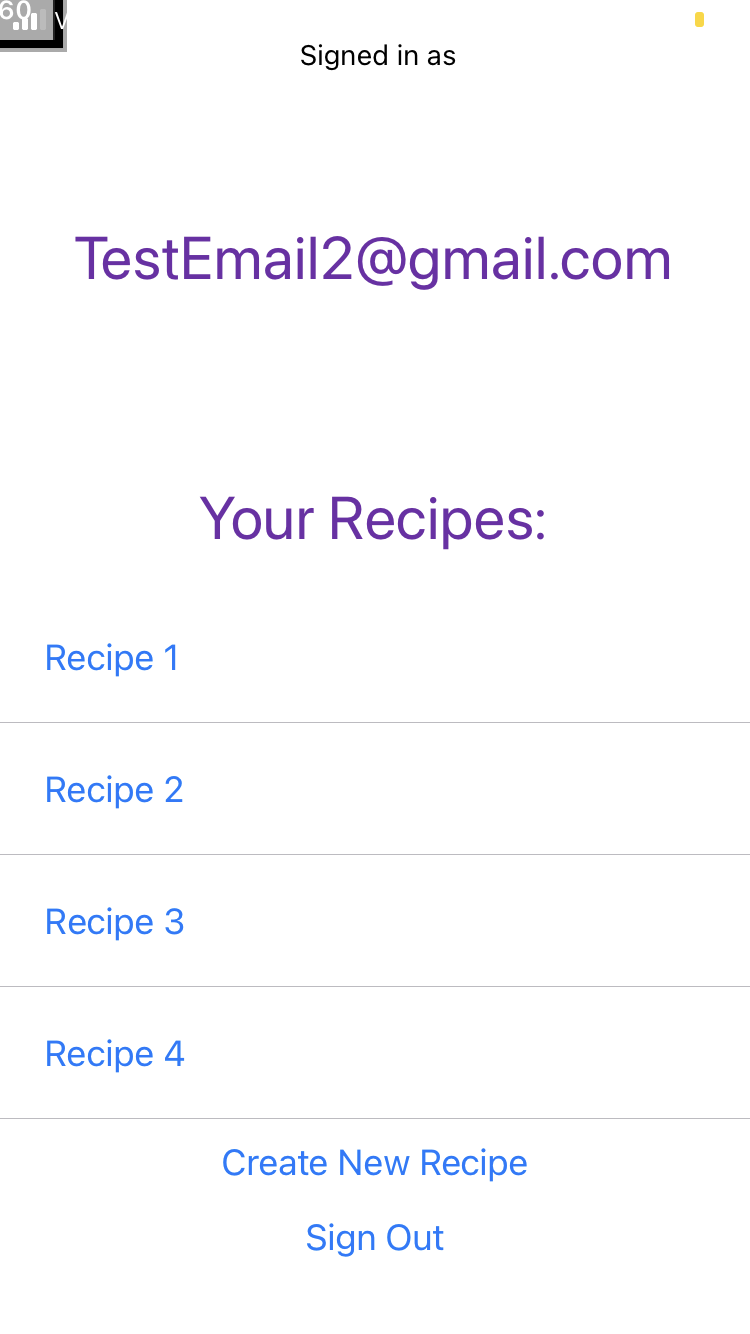 60
V
Signed in as
TestEmail2@gmail.com
Your Recipes:
Recipe 1
Recipe 2
Recipe 3
Recipe 4
Create New Recipe
Sign Out